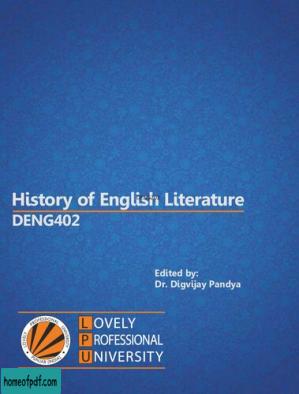 History of English Literature
DENG402
Edited by:
Dr. Digvijay Pandya
LOVELY
PROFESSIONAL
UNIVERSITY
homeofpdf.com